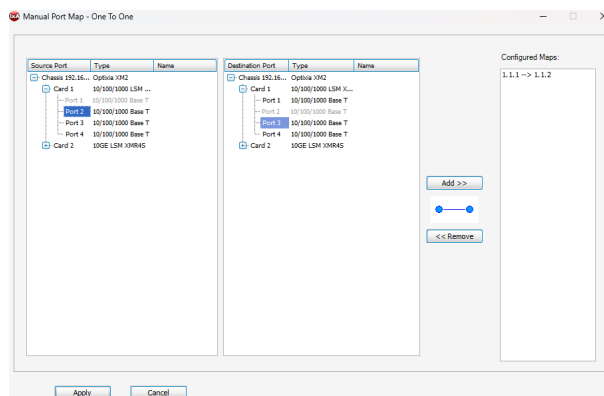 IxA Manual Port Map - One To One
Configured Maps:
Source Port Type Name
Chassis 192.16... Optixia XM2
Card 1 10/100/1000 LSM ...
Port 1 10/100/1000 Base T
Port 2 10/100/1000 Base T
Port 3 10/100/1000 Base T
Port 4 10/100/1000 Base T
Card 2 10GE LSM XMR4S
Destination Port Type Name
Chassis 192.16... Optixia XM2
Card 1 10/100/1000 LSM X...
Port 1 10/100/1000 Base T
Port 2 10/100/1000 Base T
Port 3 10/100/1000 Base T
Port 4 10/100/1000 Base T
Card 2 10GE LSM XMR4S
Add >>
<< Remove
1.1.1 --> 1.1.2
Apply Cancel